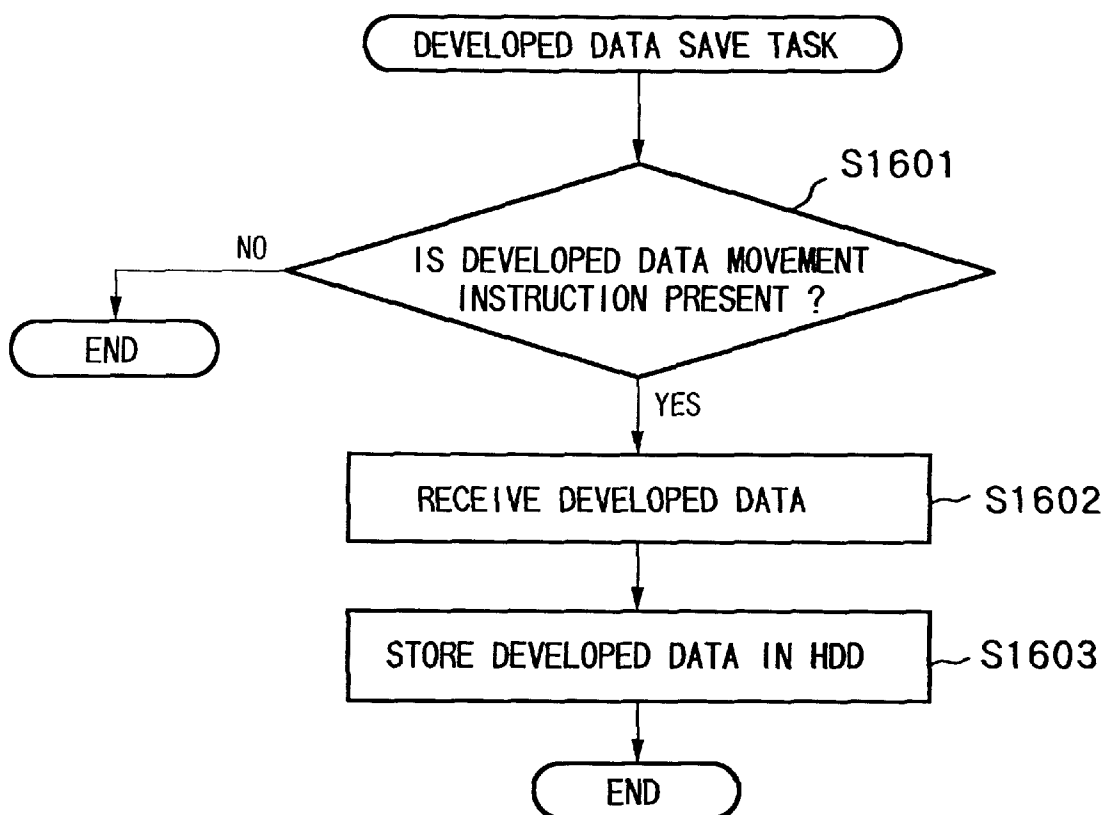 DEVELOPED DATA SAVE TASK
S1601
NO
IS DEVELOPED DATA MOVEMENT
INSTRUCTION PRESENT ?
END
YES
RECEIVE DEVELOPED DATA
S1602
STORE DEVELOPED DATA IN HDD
S1603
END